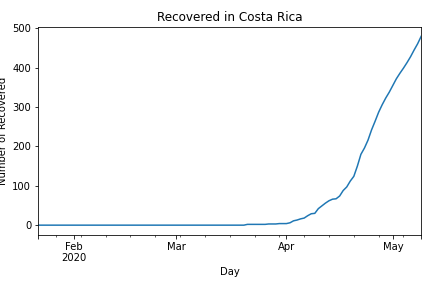 Recovered in Costa Rica
500
400
300
200
100
0
Number of Recovered
Feb
2020
Mar
Apr
May
Day